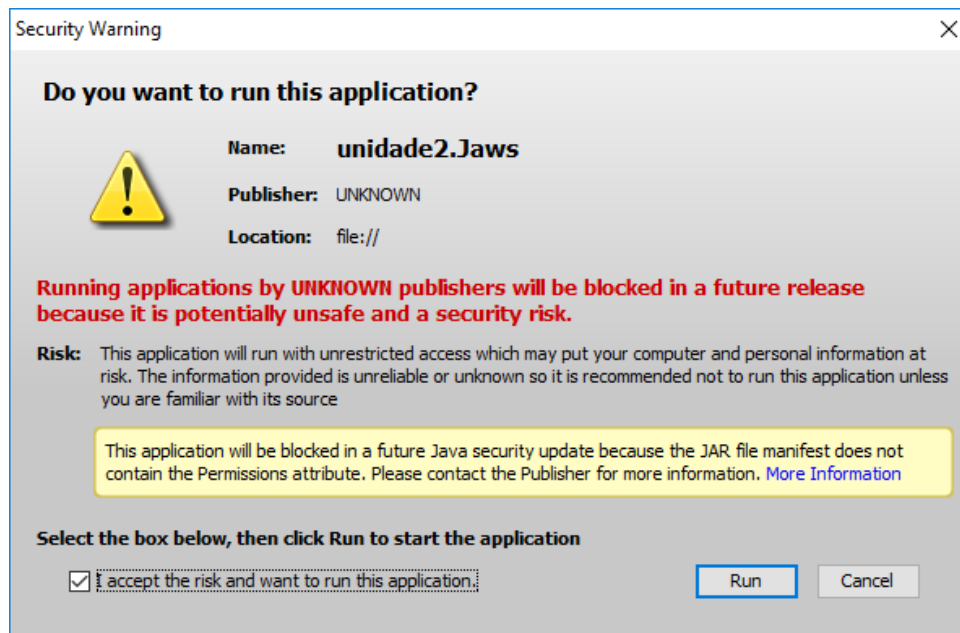 Security Warning
Do you want to run this application?
Name: unidade2.Jaws
Publisher: UNKNOWN
Location: file://
Running applications by UNKNOWN publishers will be blocked in a future release
because it is potentially unsafe and a security risk.
Risk: This application will run with unrestricted access which may put your computer and personal information at
risk. The information provided is unreliable or unknown so it is recommended not to run this application unless
you are familiar with its source
This application will be blocked in a future Java security update because the JAR file manifest does not
contain the Permissions attribute. Please contact the Publisher for more information. More Information
Select the box below, then click Run to start the application
I accept the risk and want to run this application.
Run Cancel